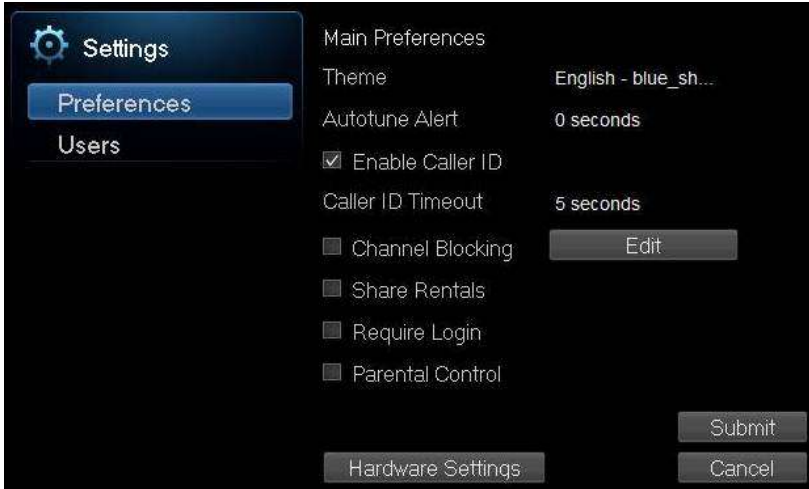 Settings
Preferences
Users
Main Preferences
Theme English - blue_sh...
Autotune Alert 0 seconds
Enable Caller ID
Caller ID Timeout 5 seconds
Channel Blocking Edit
Share Rentals
Require Login
Parental Control
Submit
Hardware Settings Cancel